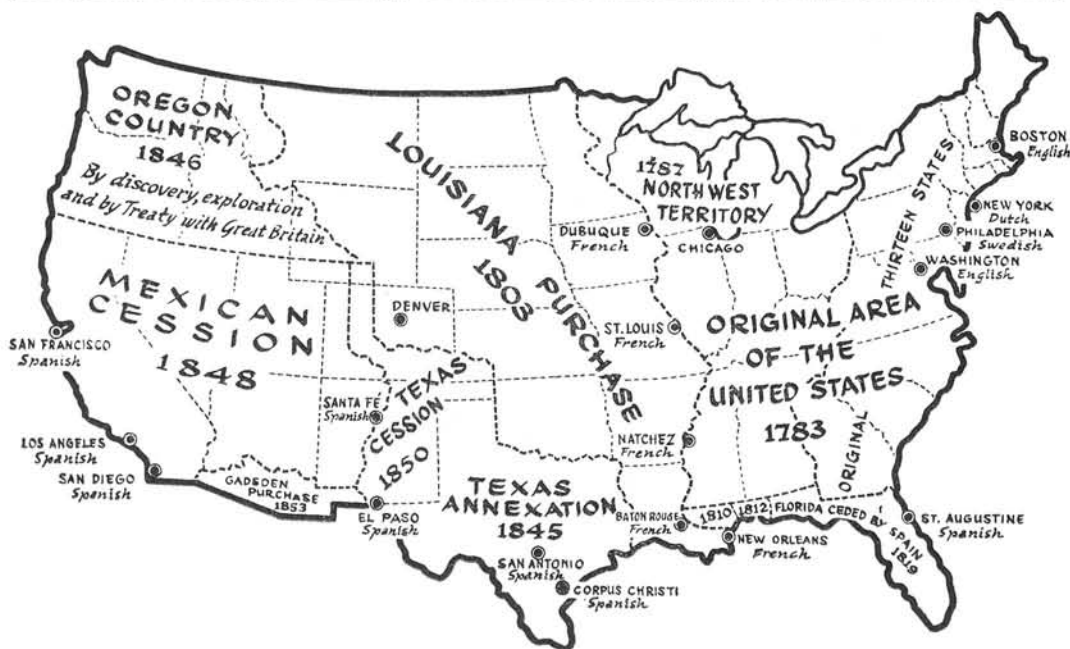 OREGON
COUNTRY
1846
By discovery, exploration
and by Treaty with Great Britain
LOUISIANA PURCHASE
1803
1787
NORTHWEST
TERRITORY
DUBUQUE
French
CHICAGO
THIRTEEN STATES
BOSTON
English
NEW YORK
Dutch
PHILADELPHIA
Swedish
WASHINGTON
English
MEXICAN
CESSION
1848
DENVER
ST. LOUIS
French
ORIGINAL AREA
OF THE
UNITED STATES
1783
SAN FRANCISCO
Spanish
SANTA FE
Spanish
TEXAS
CESSION
1850
NATCHEZ
French
ORIGINAL
LOS ANGELES
Spanish
SAN DIEGO
Spanish
GADSDEN
PURCHASE
1853
EL PASO
Spanish
TEXAS
ANNEXATION
1845
BATON ROUGE
French
1810
1812
FLORIDA CEDED BY SPAIN
1819
ST. AUGUSTINE
Spanish
NEW ORLEANS
French
SAN ANTONIO
Spanish
CORPUS CHRISTI
Spanish